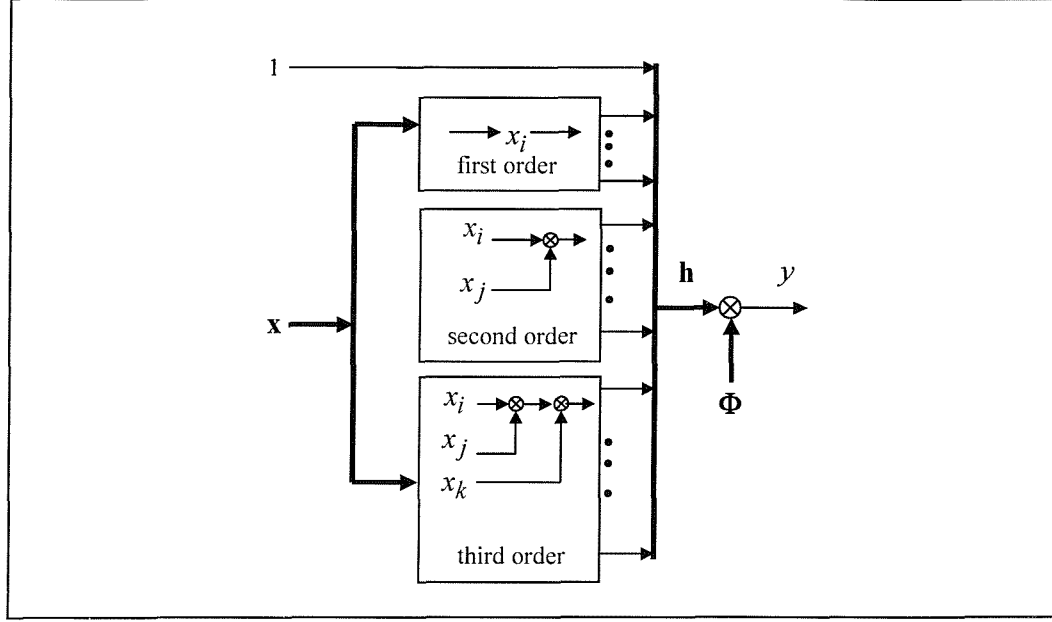 1
x_i
first order
x_i
x_j
second order
x
h
y
Φ
x_i
x_j
x_k
third order